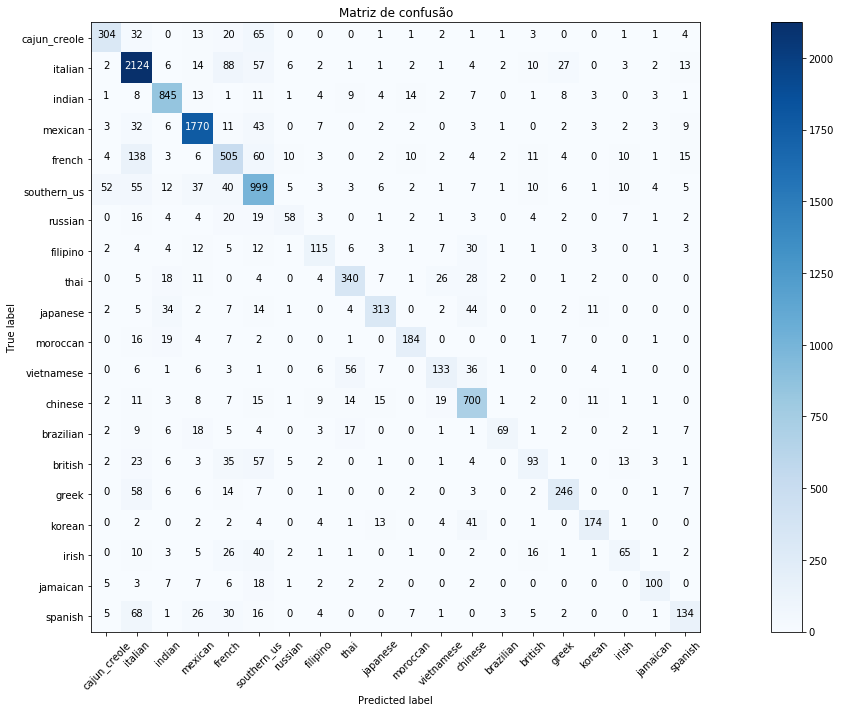 Matriz de confusão
cajun_creole 304 32 0 13 20 65 0 0 0 1 1 2 1 1 3 0 0 1 1 4
italian 2 2124 6 14 88 57 6 2 1 1 2 1 4 2 10 27 0 3 2 13
indian 1 8 845 13 1 11 1 4 9 4 14 2 7 0 1 8 3 0 3 1
mexican 3 32 6 1770 11 43 0 7 0 2 2 0 3 1 0 2 3 2 3 9
french 4 138 3 6 505 60 10 3 0 2 10 2 4 2 11 4 0 10 1 15
southern_us 52 55 12 37 40 999 5 3 3 6 2 1 7 1 10 6 1 10 4 5
russian 0 16 4 4 20 19 58 3 0 1 2 1 3 0 4 2 0 7 1 2
filipino 2 4 4 12 5 12 1 115 6 3 1 7 30 1 1 0 3 0 1 3
thai 0 5 18 11 0 4 0 4 340 7 1 26 28 2 0 1 2 0 0 0
japanese 2 5 34 2 7 14 1 0 4 313 0 2 44 0 0 2 11 0 0 0
moroccan 0 16 19 4 7 2 0 0 1 0 184 0 0 0 1 7 0 0 1 0
vietnamese 0 6 1 6 3 1 0 6 56 7 0 133 36 1 0 0 4 1 0 0
chinese 2 11 3 8 7 15 1 9 14 15 0 19 700 1 2 0 11 1 1 0
brazilian 2 9 6 18 5 4 0 3 17 0 0 1 1 69 1 2 0 2 1 7
british 2 23 6 3 35 57 5 2 0 1 0 1 4 0 93 1 0 13 3 1
greek 0 58 6 6 14 7 0 1 0 0 2 0 3 0 2 246 0 0 1 7
korean 0 2 0 2 2 4 0 4 1 13 0 4 41 0 1 0 174 1 0 0
irish 0 10 3 5 26 40 2 1 1 0 1 0 2 0 16 1 1 65 1 2
jamaican 5 3 7 7 6 18 1 2 2 2 0 2 0 0 0 0 0 0 100 0
spanish 5 68 1 26 30 16 0 4 0 0 7 1 0 3 5 2 0 0 1 134
cajun_creole italian indian mexican french southern_us russian filipino thai japanese moroccan vietnamese chinese brazilian british greek korean irish jamaican spanish
True label
Predicted label
2000
1750
1500
1250
1000
750
500
250
0